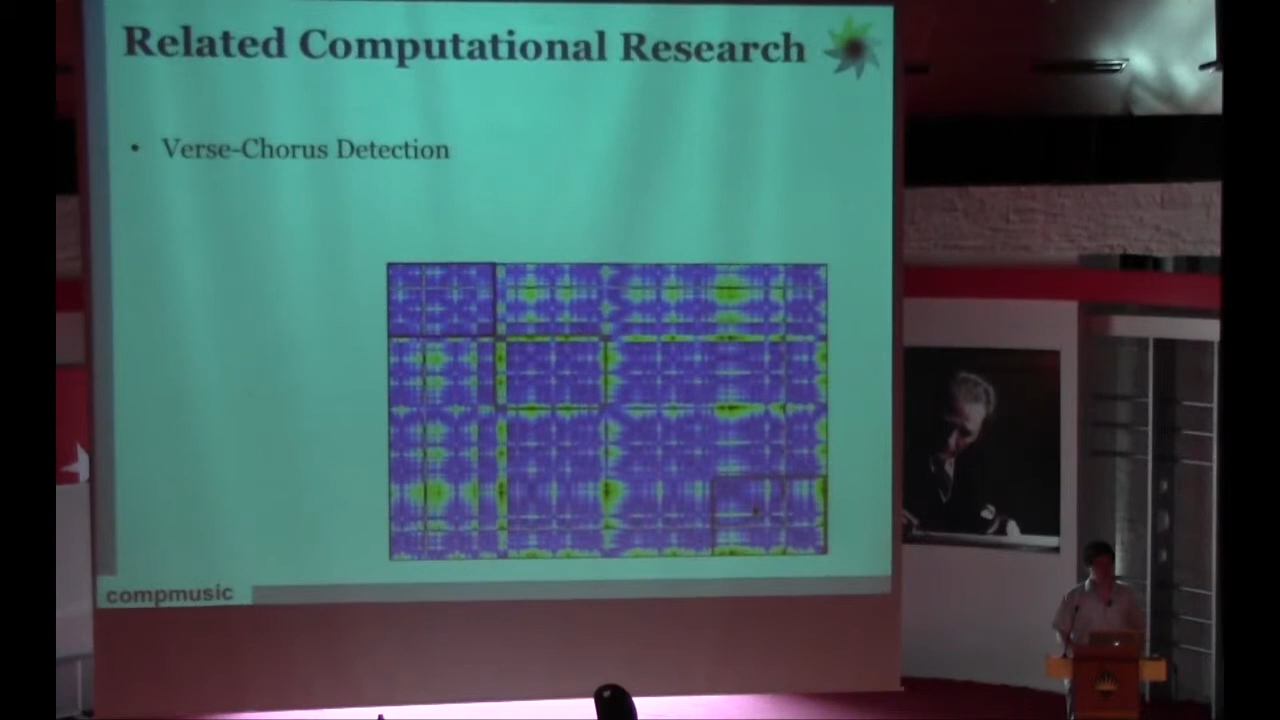 Related Computational Research
• Verse-Chorus Detection
compmusic